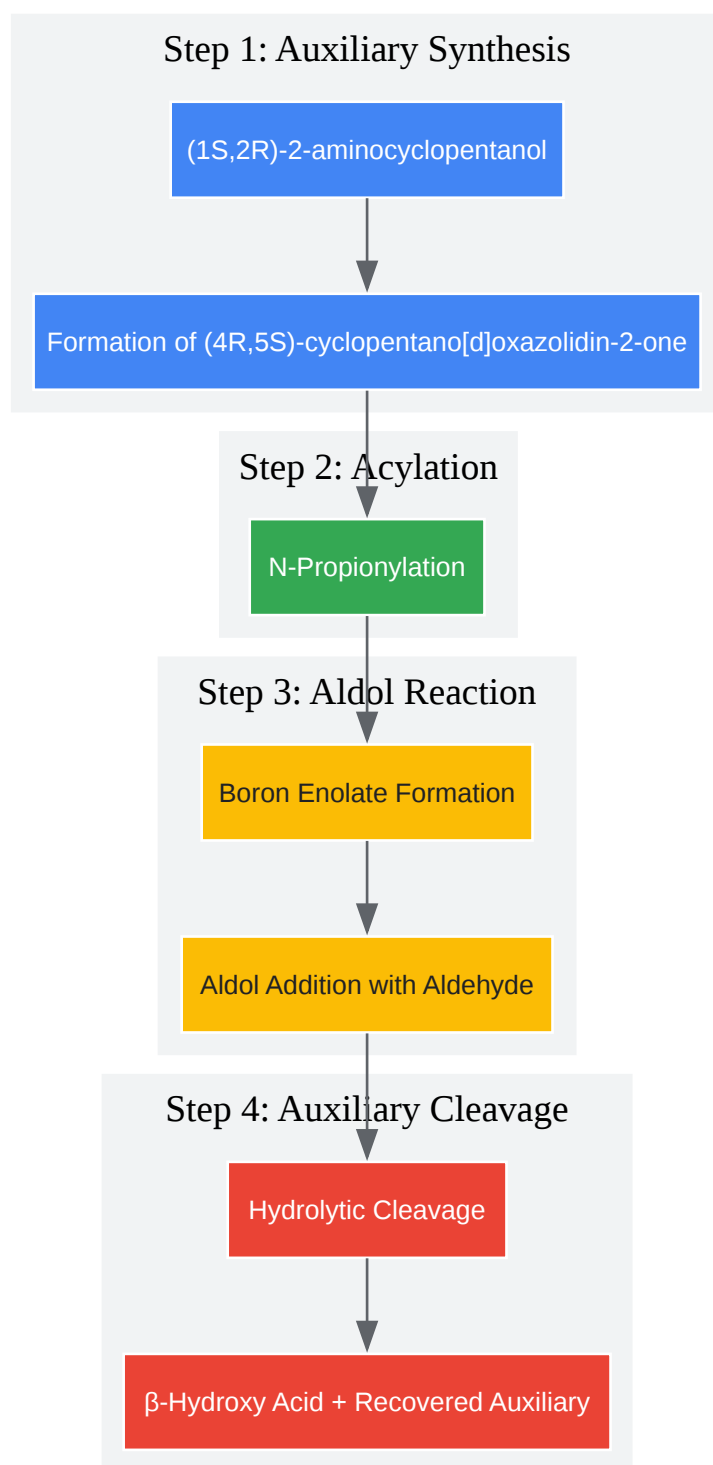 Step 1: Auxiliary Synthesis
(1S,2R)-2-aminocyclopentanol
Formation of (4R,5S)-cyclopentano[d]oxazolidin-2-one
Step 2: Acylation
N-Propionylation
Step 3: Aldol Reaction
Boron Enolate Formation
Aldol Addition with Aldehyde
Step 4: Auxiliary Cleavage
Hydrolytic Cleavage
β-Hydroxy Acid + Recovered Auxiliary